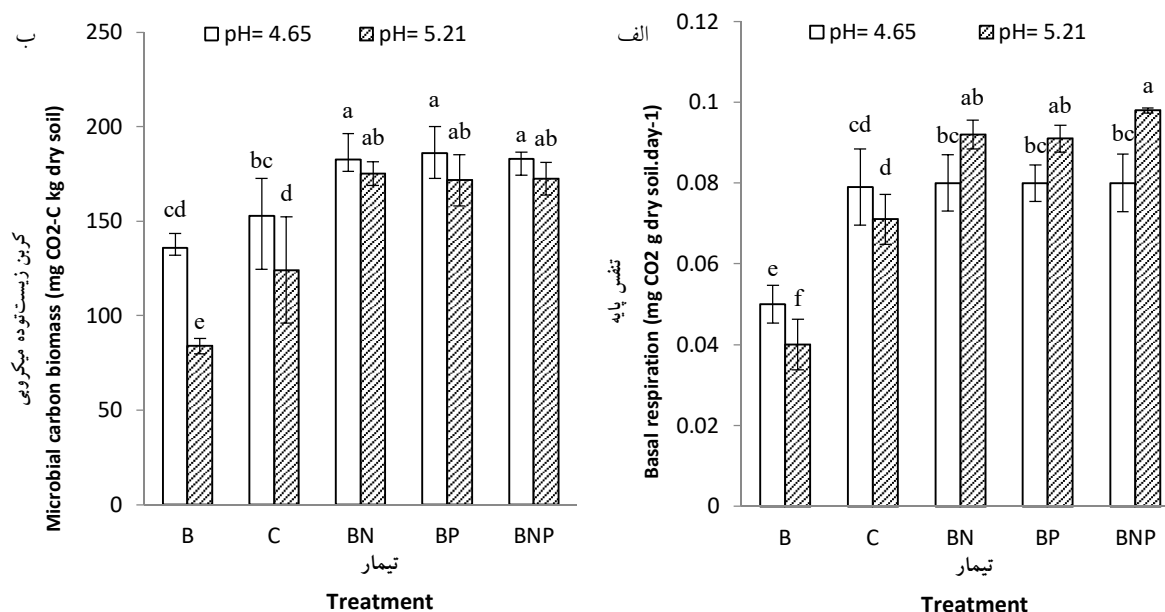 ب
pH= 4.65 pH= 5.21
250
200
150
100
50
0
کربن زیست‌توده میکروبی
Microbial carbon biomass (mg CO2-C kg dry soil)
cd e bc d a ab a ab a ab
B C BN BP BNP
تیمار
Treatment
الف
pH= 4.65 pH= 5.21
0.12
0.1
0.08
0.06
0.04
0.02
0
تنفس پایه
Basal respiration (mg CO2 g dry soil.day-1)
e f cd d bc ab bc ab bc a
B C BN BP BNP
تیمار
Treatment